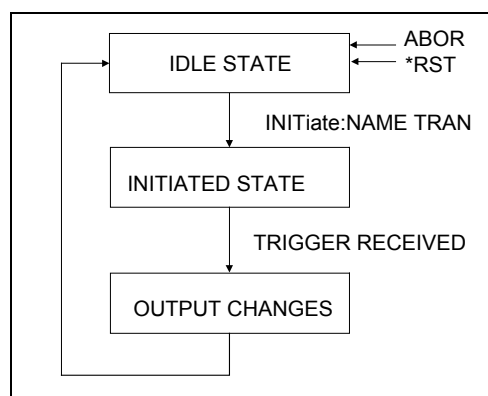 ABOR
IDLE STATE
*RST
INITiate:NAME TRAN
INITIATED STATE
TRIGGER RECEIVED
OUTPUT CHANGES